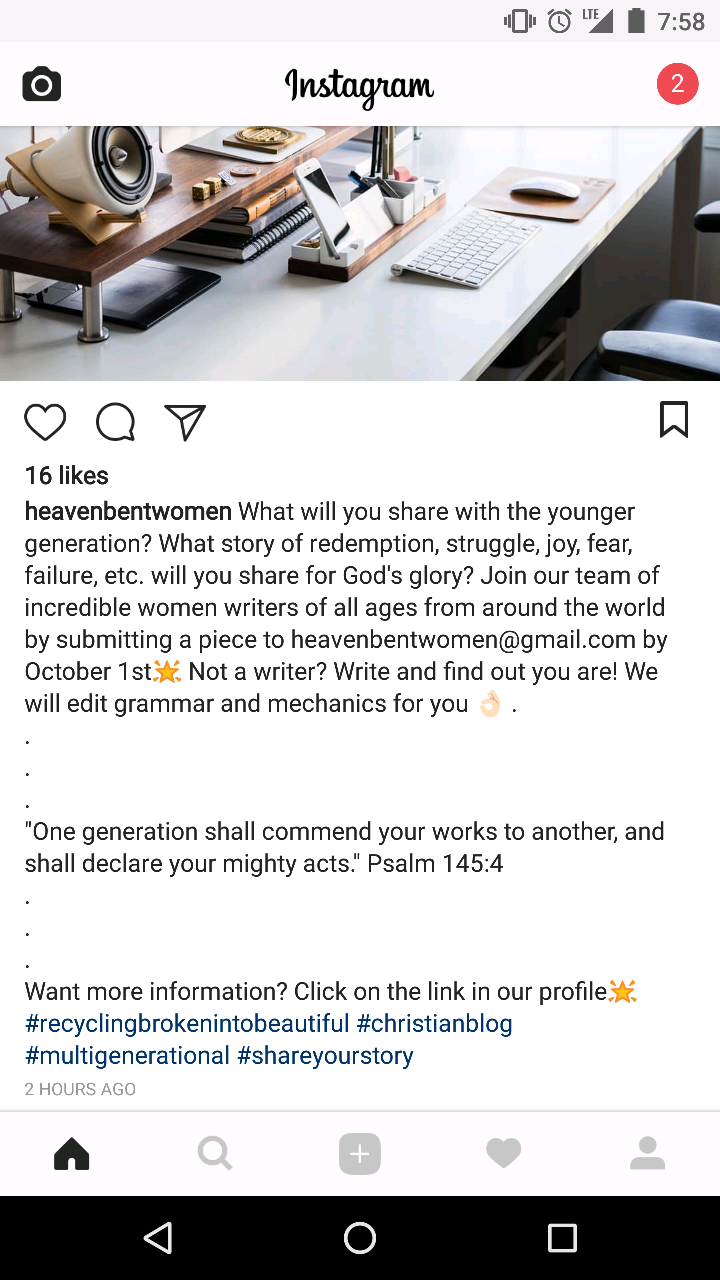 LTE 7:58
Instagram 2
16 likes
heavenbentwomen What will you share with the younger
generation? What story of redemption, struggle, joy, fear,
failure, etc. will you share for God's glory? Join our team of
incredible women writers of all ages from around the world
by submitting a piece to heavenbentwomen@gmail.com by
October 1st🌟 Not a writer? Write and find out you are! We
will edit grammar and mechanics for you 👌🏻 .
.
.
.
"One generation shall commend your works to another, and
shall declare your mighty acts." Psalm 145:4
.
.
.
Want more information? Click on the link in our profile🌟
#recyclingbrokenintobeautiful #christianblog
#multigenerational #shareyourstory
2 HOURS AGO